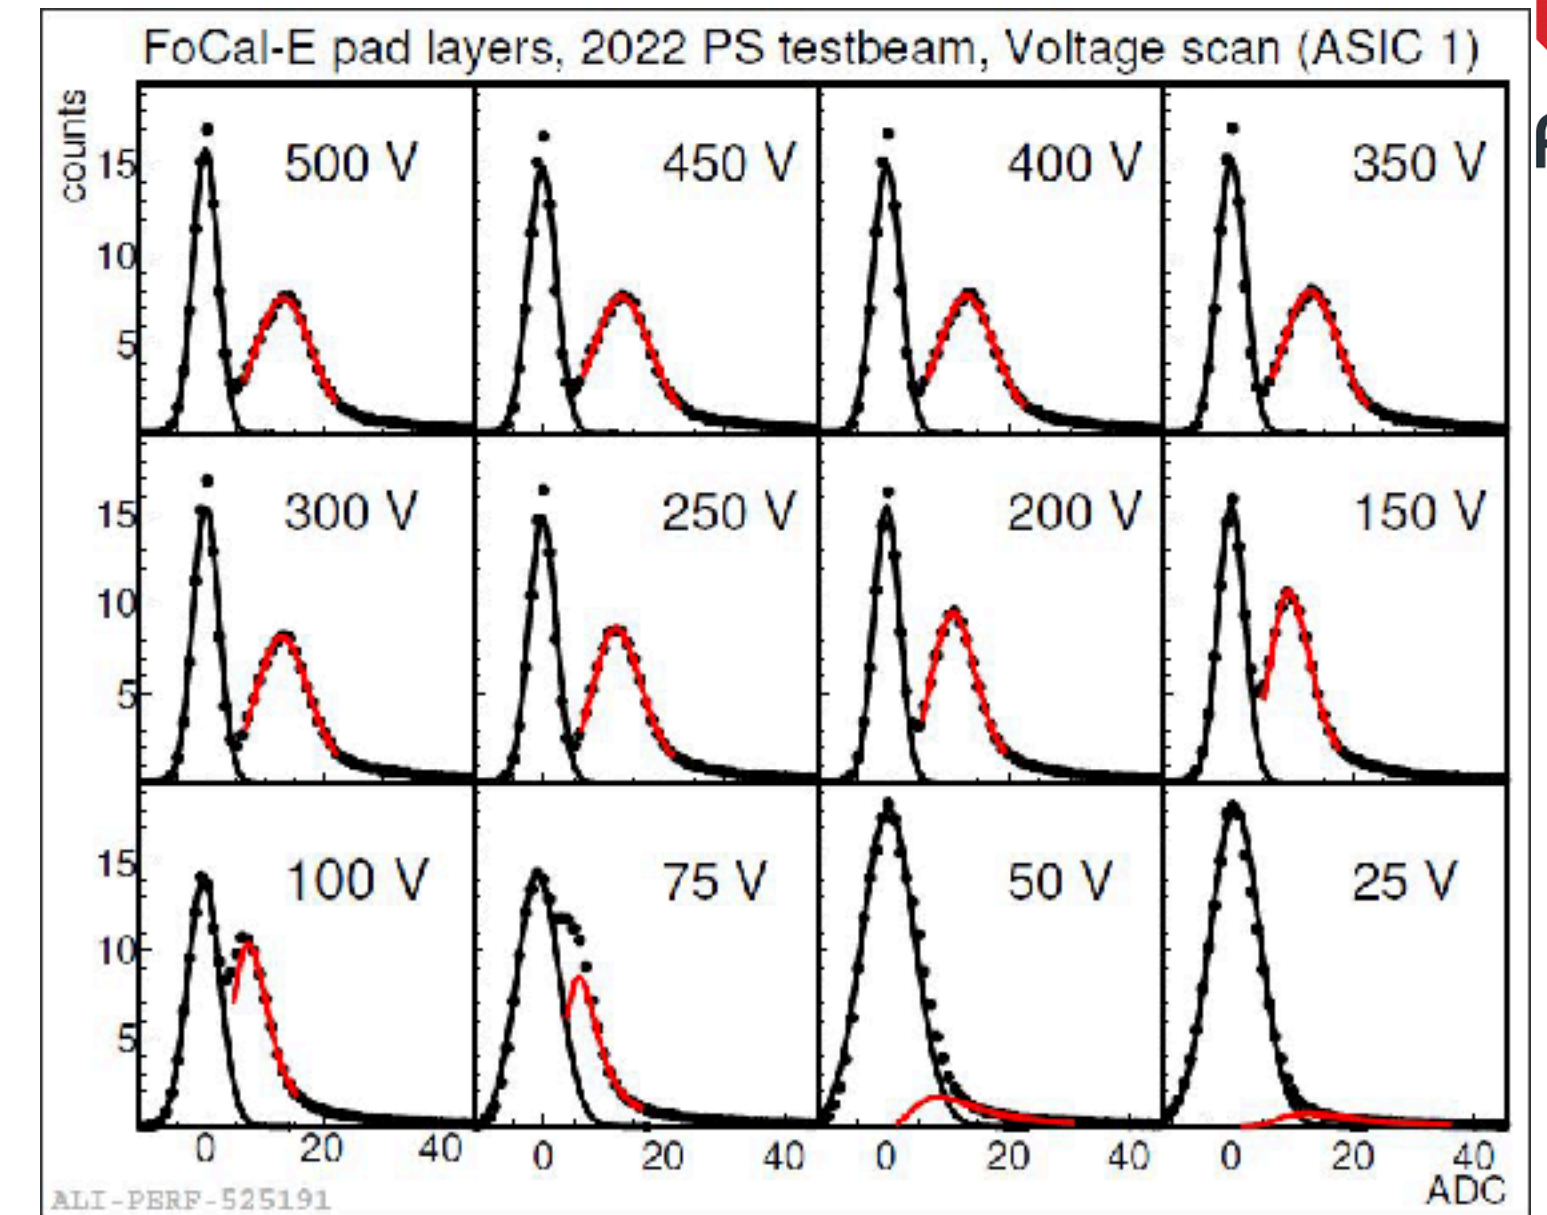 FoCal-E pad layers, 2022 PS testbeam, Voltage scan (ASIC 1)
counts
15
10
5
500 V
450 V
400 V
350 V
15
10
5
300 V
250 V
200 V
150 V
15
10
5
100 V
75 V
50 V
25 V
0 20 40 0 20 40 0 20 40 0 20 40
ADC
ALI-PERF-525191